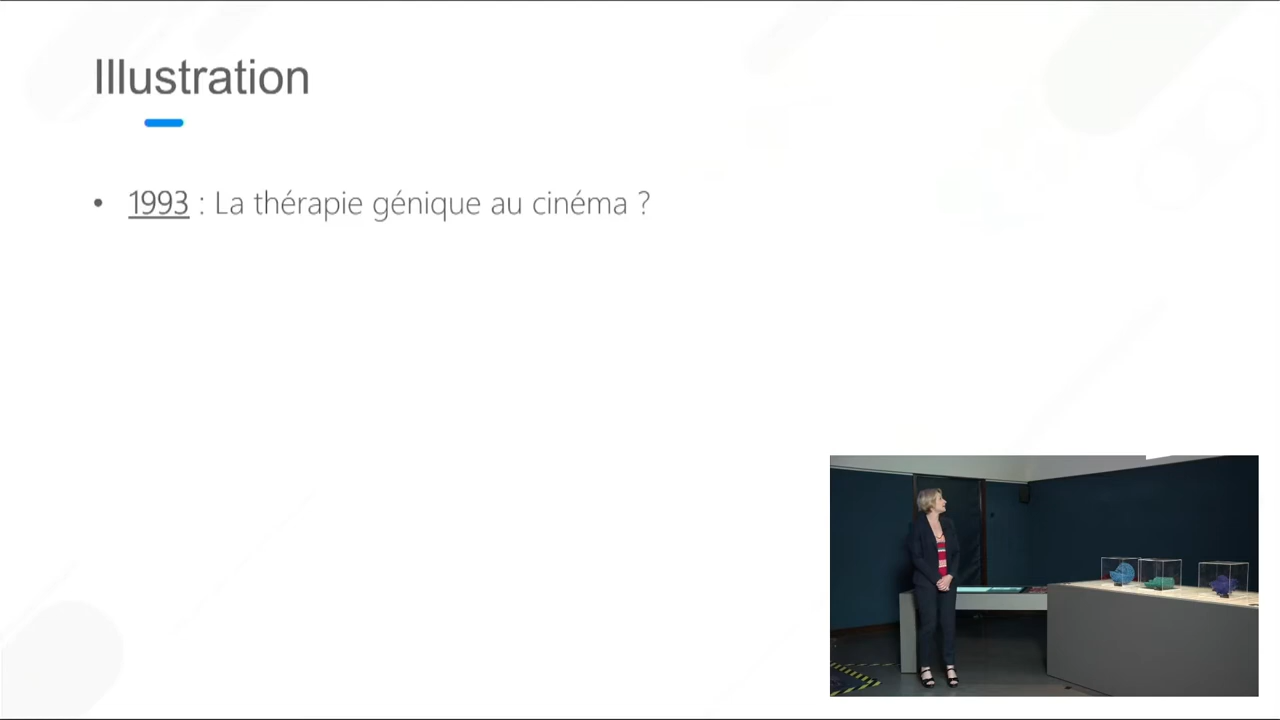 Illustration
• 1993 : La thérapie génique au cinéma ?